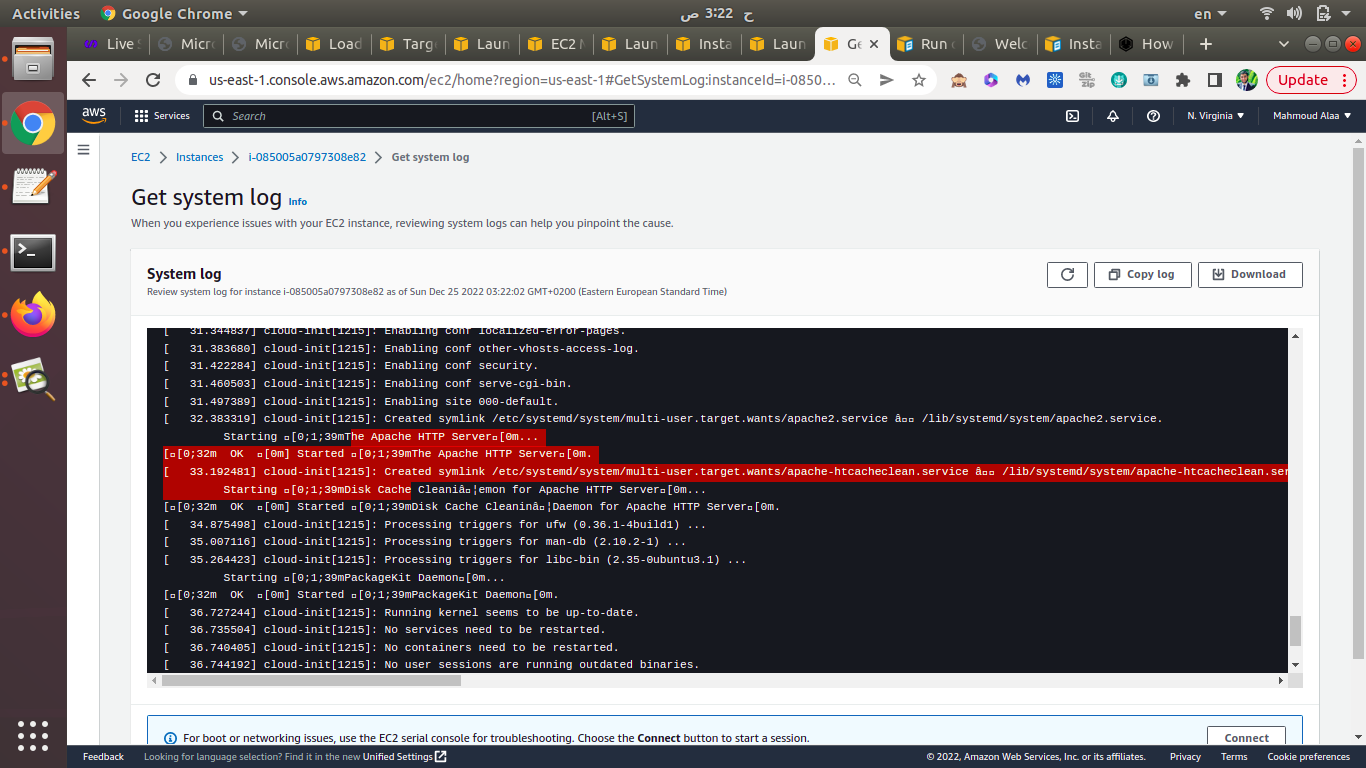 Activities
Google Chrome
ح 3:22 ص
en
Live
Micr
Micr
Load
Targ
Laun
EC2
Laun
Insta
Laun
Ge
Run
Welc
Insta
How
us-east-1.console.aws.amazon.com/ec2/home?region=us-east-1#GetSystemLog:instanceId=i-0850...
Update
aws
Services
Search
[Alt+S]
N. Virginia
Mahmoud Alaa
EC2
Instances
i-085005a0797308e82
Get system log
Get system log Info
When you experience issues with your EC2 instance, reviewing system logs can help you pinpoint the cause.
System log
Review system log for instance i-085005a0797308e82 as of Sun Dec 25 2022 03:22:02 GMT+0200 (Eastern European Standard Time)
Copy log
Download
[ 31.344837] cloud-init[1215]: Enabling conf localized-error-pages.
[ 31.383680] cloud-init[1215]: Enabling conf other-vhosts-access-log.
[ 31.422284] cloud-init[1215]: Enabling conf security.
[ 31.460503] cloud-init[1215]: Enabling conf serve-cgi-bin.
[ 31.497389] cloud-init[1215]: Enabling site 000-default.
[ 32.383319] cloud-init[1215]: Created symlink /etc/systemd/system/multi-user.target.wants/apache2.service â /lib/systemd/system/apache2.service.
Starting [0;1;39mThe Apache HTTP Server[0m...
[[0;32m OK [0m] Started [0;1;39mThe Apache HTTP Server[0m.
[ 33.192481] cloud-init[1215]: Created symlink /etc/systemd/system/multi-user.target.wants/apache-htcacheclean.service â /lib/systemd/system/apache-htcacheclean.ser
Starting [0;1;39mDisk Cache Cleaniâ¦emon for Apache HTTP Server[0m...
[[0;32m OK [0m] Started [0;1;39mDisk Cache Cleaninâ¦Daemon for Apache HTTP Server[0m.
[ 34.875498] cloud-init[1215]: Processing triggers for ufw (0.36.1-4build1) ...
[ 35.007116] cloud-init[1215]: Processing triggers for man-db (2.10.2-1) ...
[ 35.264423] cloud-init[1215]: Processing triggers for libc-bin (2.35-0ubuntu3.1) ...
Starting [0;1;39mPackageKit Daemon[0m...
[[0;32m OK [0m] Started [0;1;39mPackageKit Daemon[0m.
[ 36.727244] cloud-init[1215]: Running kernel seems to be up-to-date.
[ 36.735504] cloud-init[1215]: No services need to be restarted.
[ 36.740405] cloud-init[1215]: No containers need to be restarted.
[ 36.744192] cloud-init[1215]: No user sessions are running outdated binaries.
For boot or networking issues, use the EC2 serial console for troubleshooting. Choose the Connect button to start a session.
Connect
Feedback
Looking for language selection? Find it in the new Unified Settings
© 2022, Amazon Web Services, Inc. or its affiliates.
Privacy
Terms
Cookie preferences